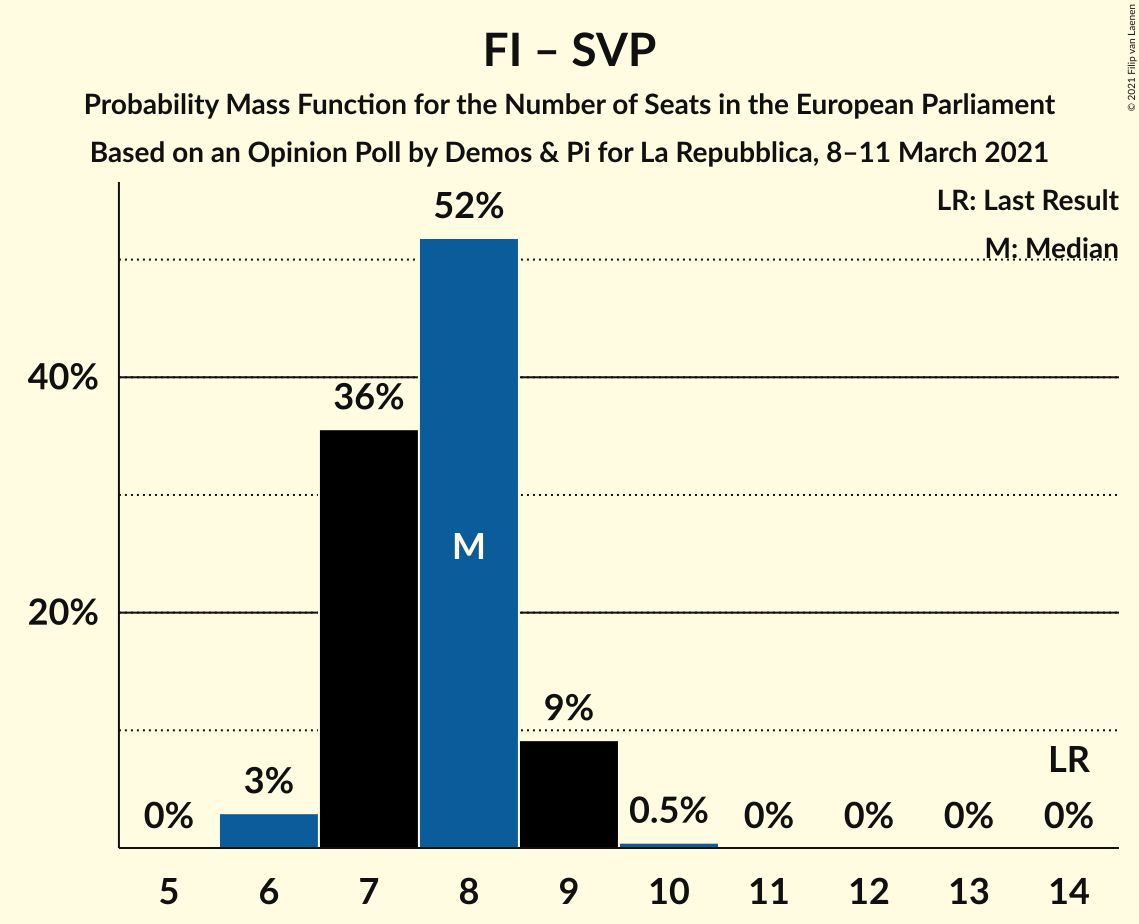 FI – SVP
Probability Mass Function for the Number of Seats in the European Parliament
Based on an Opinion Poll by Demos & Pi for La Repubblica, 8–11 March 2021
© 2021 Filip van Laenen
LR: Last Result
M: Median
52%
40%
36%
M
20%
9%
LR
3%
0%
0.5%
0%
0%
0%
0%
5 6 7 8 9 10 11 12 13 14